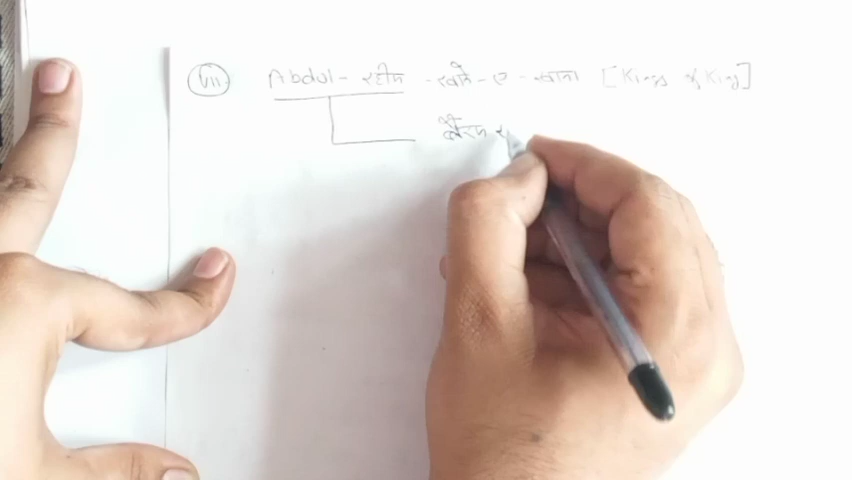 VII Abdul - रहीम - खाने - ए - खाना [Kings of King]
बैरम